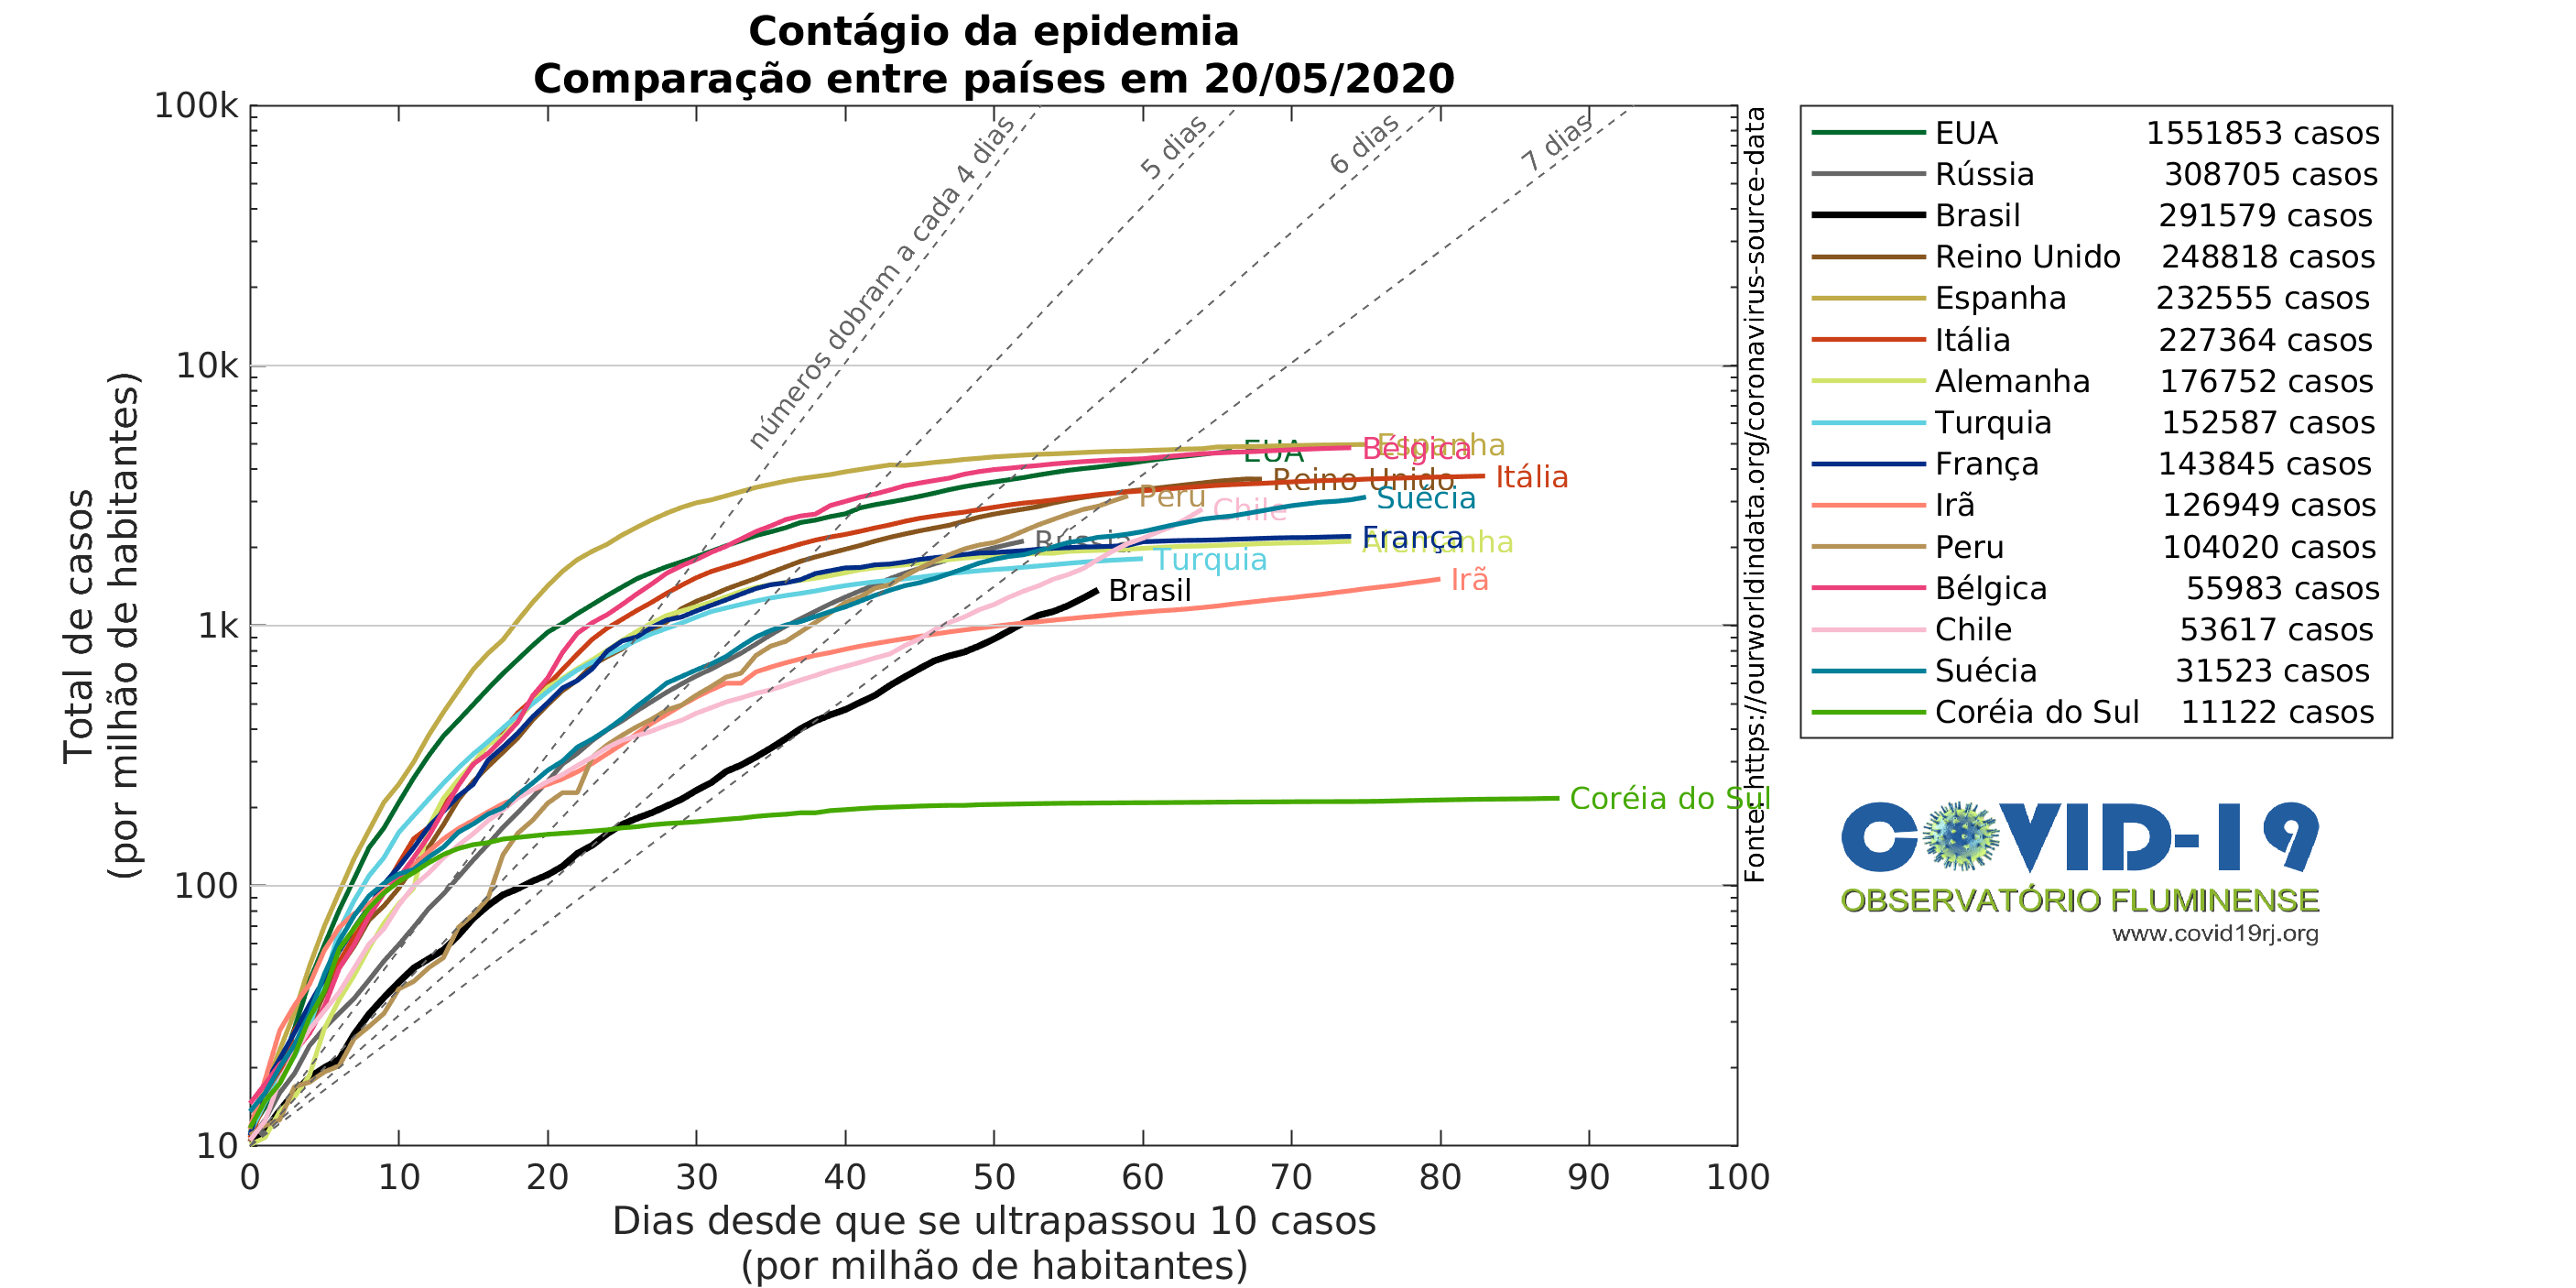 Contágio da epidemia
Comparação entre países em 20/05/2020
100k
10k
1k
100
10
Total de casos
(por milhão de habitantes)
0 10 20 30 40 50 60 70 80 90 100
Dias desde que se ultrapassou 10 casos
(por milhão de habitantes)
números dobram a cada 4 dias
5 dias
6 dias
7 dias
EUA
Espanha
Bélgica
Reino Unido
Itália
Peru
Suécia
Chile
Rússia
França
Alemanha
Turquia
Brasil
Irã
Coréia do Sul
Fonte: https://ourworldindata.org/coronavirus-source-data
EUA 1551853 casos
Rússia 308705 casos
Brasil 291579 casos
Reino Unido 248818 casos
Espanha 232555 casos
Itália 227364 casos
Alemanha 176752 casos
Turquia 152587 casos
França 143845 casos
Irã 126949 casos
Peru 104020 casos
Bélgica 55983 casos
Chile 53617 casos
Suécia 31523 casos
Coréia do Sul 11122 casos
COVID-19
OBSERVATÓRIO FLUMINENSE
www.covid19rj.org